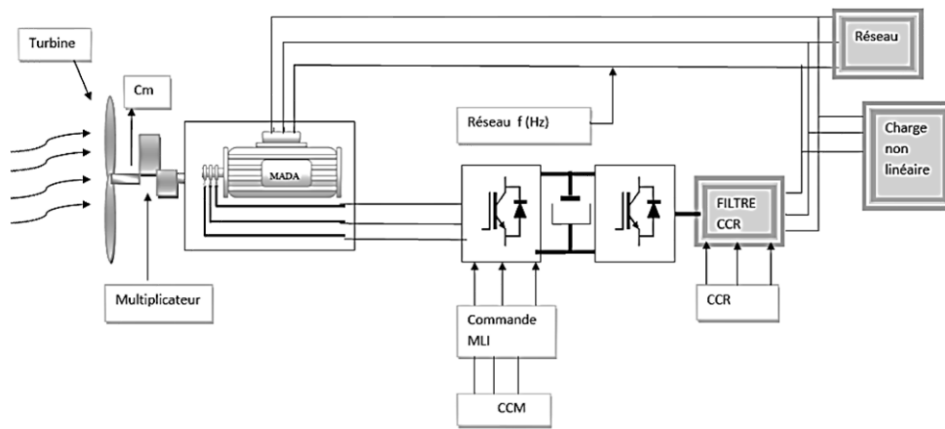 Turbine
Cm
Réseau
Réseau f (Hz)
Charge
non
linéaire
MADA
FILTRE
CCR
Multiplicateur
Commande
MLI
CCR
CCM